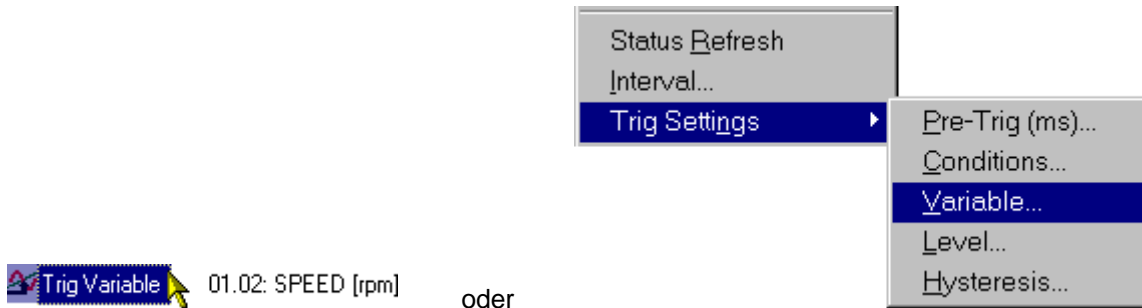 Status Refresh
Interval...
Trig Settings
Pre-Trig (ms)...
Conditions...
Variable...
Level...
Hysteresis...
Trig Variable 01.02: SPEED [rpm] oder